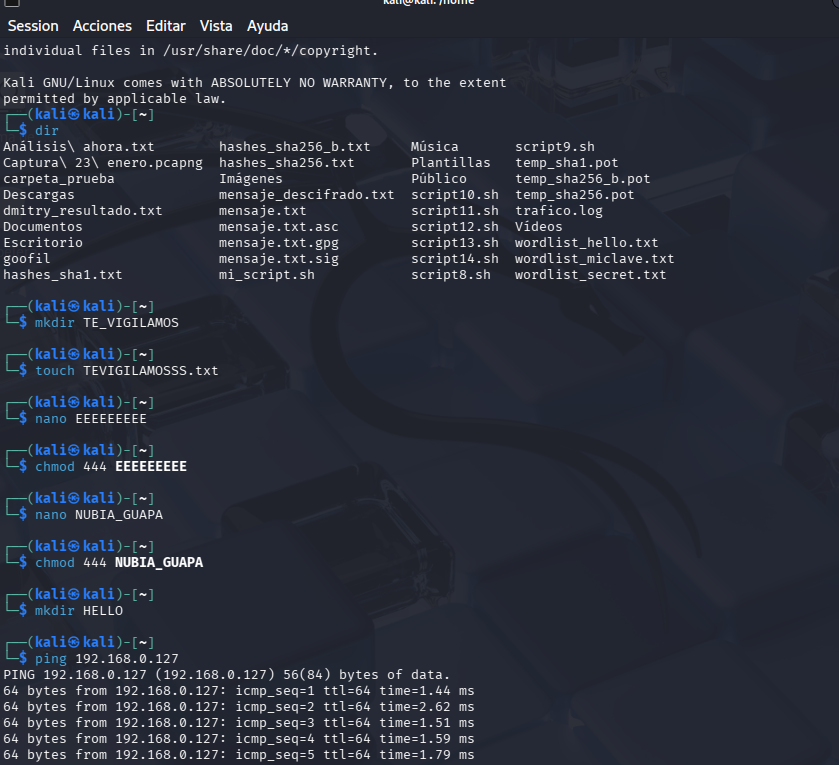 kali@kali: /home
Session Acciones Editar Vista Ayuda
individual files in /usr/share/doc/*/copyright.
Kali GNU/Linux comes with ABSOLUTELY NO WARRANTY, to the extent
permitted by applicable law.
┌──(kali㉿kali)-[~]
└─$ dir
Análisis\ ahora.txt hashes_sha256_b.txt Música script9.sh
Captura\ 23\ enero.pcapng hashes_sha256.txt Plantillas temp_sha1.pot
carpeta_prueba Imágenes Público temp_sha256_b.pot
Descargas mensaje_descifrado.txt script10.sh temp_sha256.pot
dmitry_resultado.txt mensaje.txt script11.sh trafico.log
Documentos mensaje.txt.asc script12.sh Vídeos
Escritorio mensaje.txt.gpg script13.sh wordlist_hello.txt
goofil mensaje.txt.sig script14.sh wordlist_miclave.txt
hashes_sha1.txt mi_script.sh script8.sh wordlist_secret.txt
┌──(kali㉿kali)-[~]
└─$ mkdir TE_VIGILAMOS
┌──(kali㉿kali)-[~]
└─$ touch TEVIGILAMOSSS.txt
┌──(kali㉿kali)-[~]
└─$ nano EEEEEEEEE
┌──(kali㉿kali)-[~]
└─$ chmod 444 EEEEEEEEE
┌──(kali㉿kali)-[~]
└─$ nano NUBIA_GUAPA
┌──(kali㉿kali)-[~]
└─$ chmod 444 NUBIA_GUAPA
┌──(kali㉿kali)-[~]
└─$ mkdir HELLO
┌──(kali㉿kali)-[~]
└─$ ping 192.168.0.127
PING 192.168.0.127 (192.168.0.127) 56(84) bytes of data.
64 bytes from 192.168.0.127: icmp_seq=1 ttl=64 time=1.44 ms
64 bytes from 192.168.0.127: icmp_seq=2 ttl=64 time=2.62 ms
64 bytes from 192.168.0.127: icmp_seq=3 ttl=64 time=1.51 ms
64 bytes from 192.168.0.127: icmp_seq=4 ttl=64 time=1.59 ms
64 bytes from 192.168.0.127: icmp_seq=5 ttl=64 time=1.79 ms